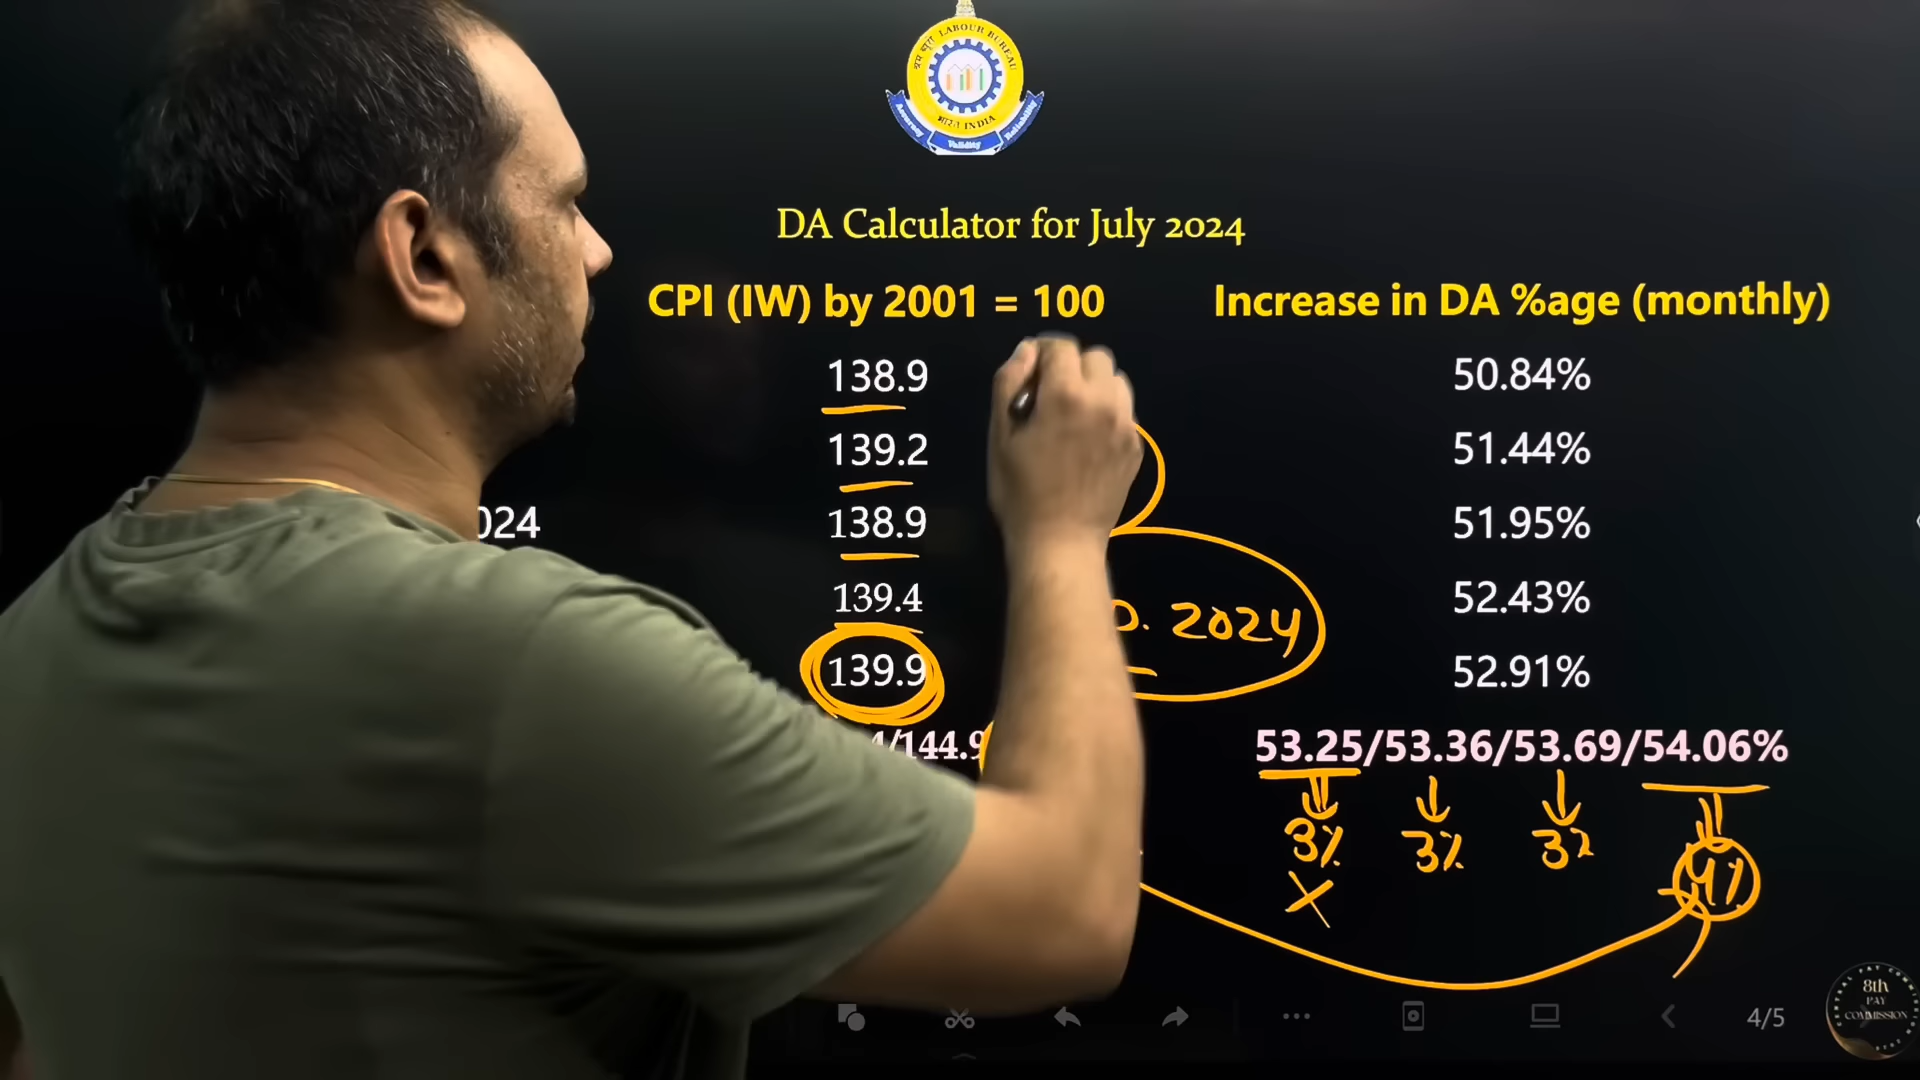 श्रम ब्यूरो LABOUR BUREAU
भारत INDIA
Accuracy Validity Reliability
DA Calculator for July 2024
CPI (IW) by 2001 = 100 Increase in DA %age (monthly)
138.9 50.84%
139.2 51.44%
024 138.9 51.95%
139.4 52.43%
2024
139.9 52.91%
/144.9 53.25/53.36/53.69/54.06%
3% 3% 3% 4%
X
4/5
8th
PAY
COMMISSION